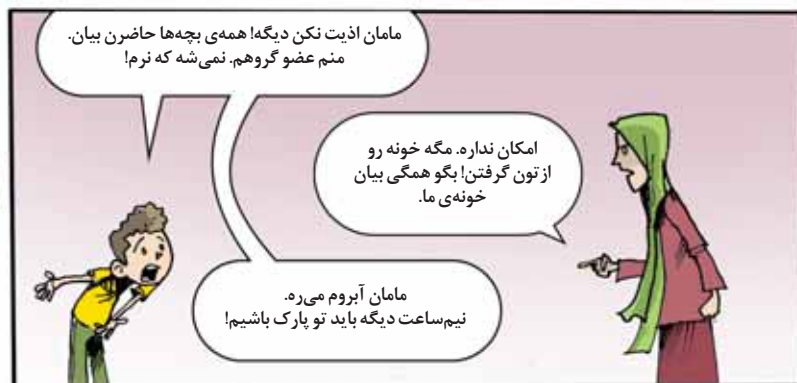 مامان اذیت نکن دیگه! همه‌ی بچه‌ها حاضرن بیان.
منم عضو گروهم. نمی‌شه که نرم!
امکان نداره. مگه خونه رو
ازتون گرفتن! بگو همگی بیان
خونه‌ی ما.
مامان آبروم می‌ره.
نیم‌ساعت دیگه باید تو پارک باشیم!